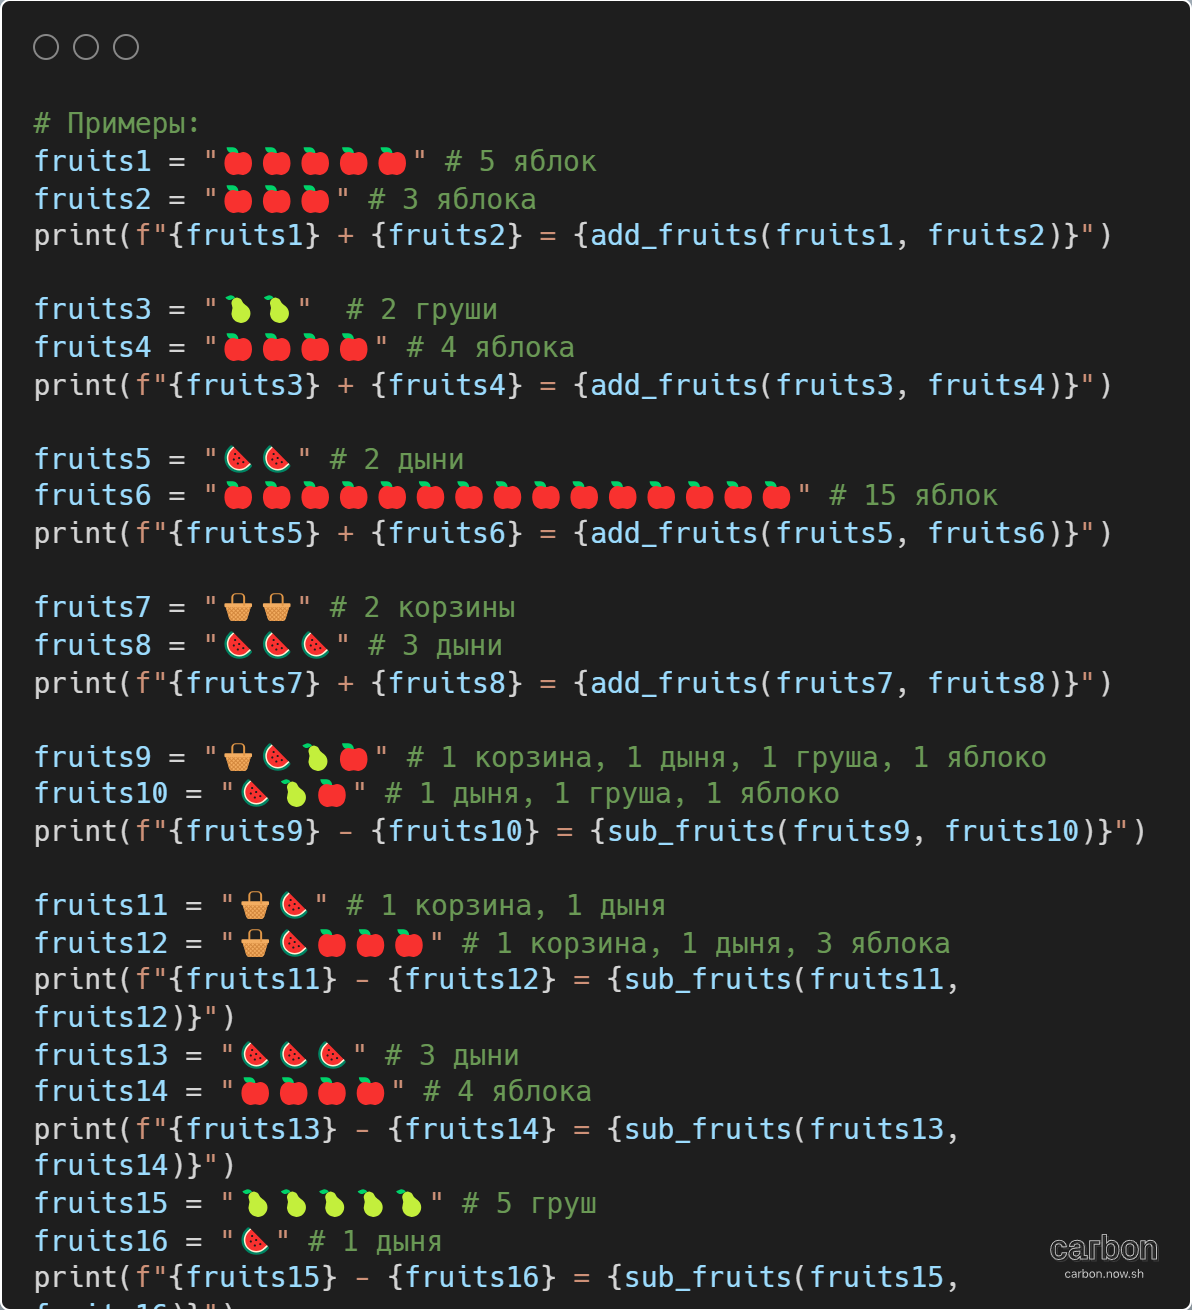 # Примеры:
fruits1 = "🍎🍎🍎🍎🍎" # 5 яблок
fruits2 = "🍎🍎🍎" # 3 яблока
print(f"{fruits1} + {fruits2} = {add_fruits(fruits1, fruits2)}")
fruits3 = "🍐🍐"  # 2 груши
fruits4 = "🍎🍎🍎🍎" # 4 яблока
print(f"{fruits3} + {fruits4} = {add_fruits(fruits3, fruits4)}")
fruits5 = "🍉🍉" # 2 дыни
fruits6 = "🍎🍎🍎🍎🍎🍎🍎🍎🍎🍎🍎🍎🍎🍎🍎" # 15 яблок
print(f"{fruits5} + {fruits6} = {add_fruits(fruits5, fruits6)}")
fruits7 = "🧺🧺" # 2 корзины
fruits8 = "🍉🍉🍉" # 3 дыни
print(f"{fruits7} + {fruits8} = {add_fruits(fruits7, fruits8)}")
fruits9 = "🧺🍉🍐🍎" # 1 корзина, 1 дыня, 1 груша, 1 яблоко
fruits10 = "🍉🍐🍎" # 1 дыня, 1 груша, 1 яблоко
print(f"{fruits9} - {fruits10} = {sub_fruits(fruits9, fruits10)}")
fruits11 = "🧺🍉" # 1 корзина, 1 дыня
fruits12 = "🧺🍉🍎🍎🍎" # 1 корзина, 1 дыня, 3 яблока
print(f"{fruits11} - {fruits12} = {sub_fruits(fruits11,
fruits12)}")
fruits13 = "🍉🍉🍉" # 3 дыни
fruits14 = "🍎🍎🍎🍎" # 4 яблока
print(f"{fruits13} - {fruits14} = {sub_fruits(fruits13,
fruits14)}")
fruits15 = "🍐🍐🍐🍐🍐" # 5 груш
fruits16 = "🍉" # 1 дыня
print(f"{fruits15} - {fruits16} = {sub_fruits(fruits15,
carbon
carbon.now.sh